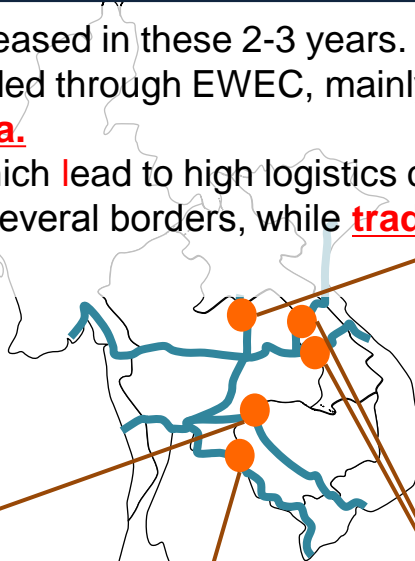 eased in these 2-3 years.
led through EWEC, mainl
a.
ich lead to high logistics c
everal borders, while trad